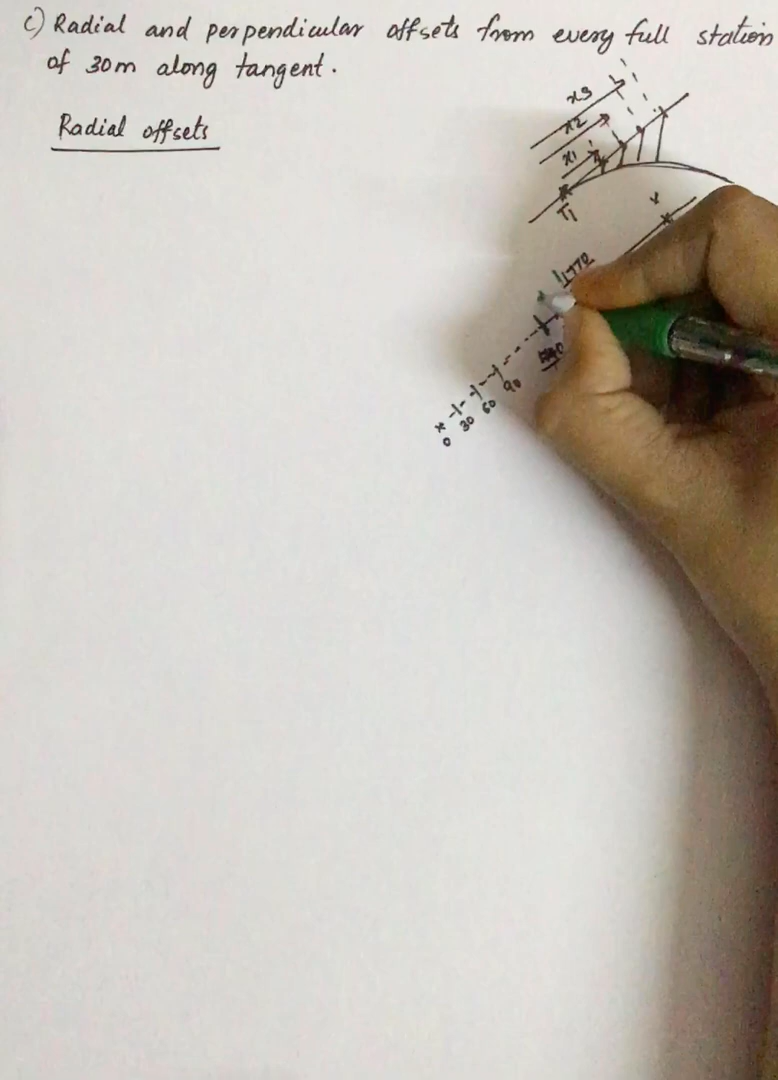 c) Radial and perpendicular offsets from every full station
of 30m along tangent.
Radial offsets
x3
x2
x1
T1
0
30
60
90